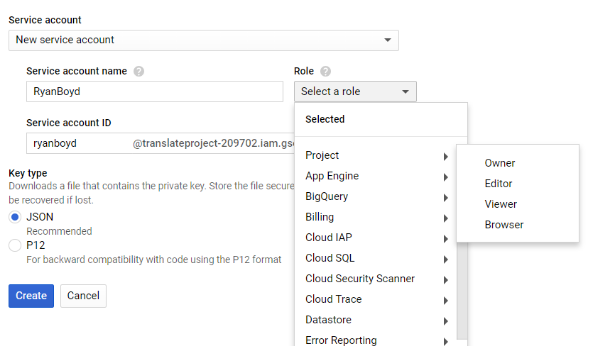 Service account
New service account
Service account name
Role
RyanBoyd
Select a role
Service account ID
Selected
ryanboyd @translateproject-209702.iam.gse
Project
Owner
Key type
App Engine
Editor
Downloads a file that contains the private key. Store the file secure
BigQuery
be recovered if lost.
Viewer
JSON
Billing
Browser
Recommended
Cloud IAP
P12
Cloud SQL
For backward compatibility with code using the P12 format
Cloud Security Scanner
Create
Cancel
Cloud Trace
Datastore
Error Reporting